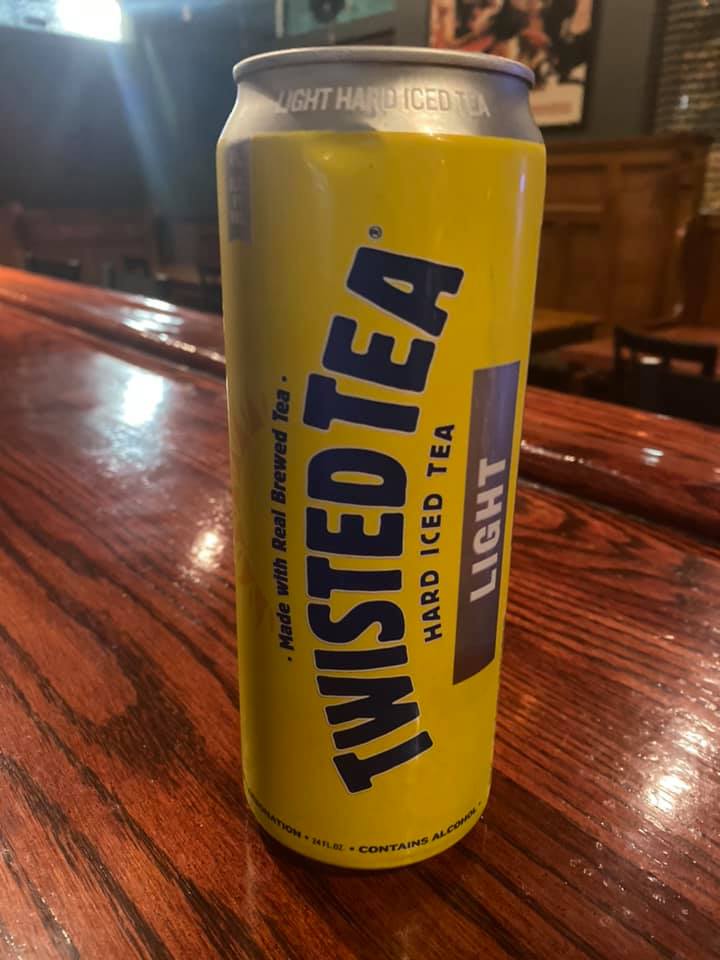 LIGHT HARD ICED TEA
· Made with Real Brewed Tea ·
TWISTED TEA®
HARD ICED TEA
LIGHT
• 24 FL. OZ. • CONTAINS ALCOHOL •